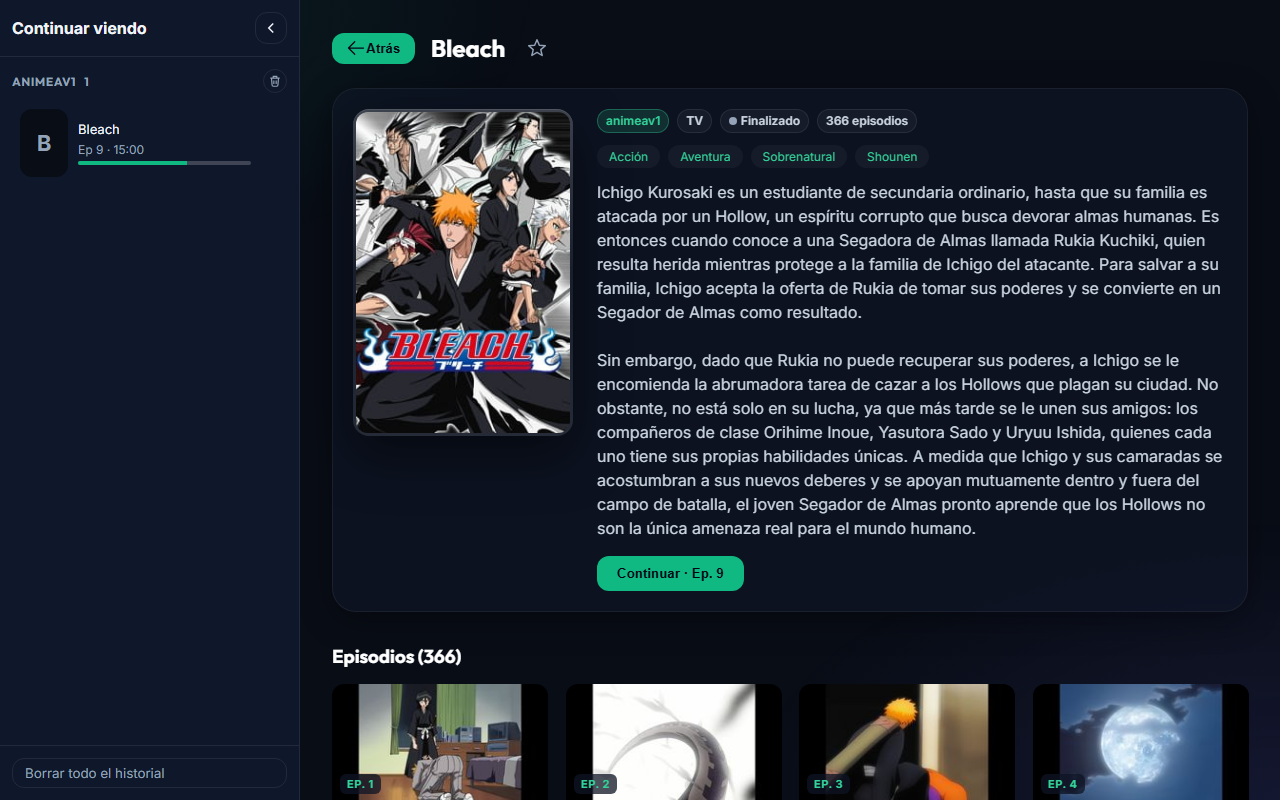 Continuar viendo
ANIMEAV1 1
B
Bleach
Ep 9 · 15:00
Borrar todo el historial
Atrás
Bleach
BLEACH
ブリーチ
animeav1
TV
Finalizado
366 episodios
Acción
Aventura
Sobrenatural
Shounen
Ichigo Kurosaki es un estudiante de secundaria ordinario, hasta que su familia es
atacada por un Hollow, un espíritu corrupto que busca devorar almas humanas. Es
entonces cuando conoce a una Segadora de Almas llamada Rukia Kuchiki, quien
resulta herida mientras protege a la familia de Ichigo del atacante. Para salvar a su
familia, Ichigo acepta la oferta de Rukia de tomar sus poderes y se convierte en un
Segador de Almas como resultado.
Sin embargo, dado que Rukia no puede recuperar sus poderes, a Ichigo se le
encomienda la abrumadora tarea de cazar a los Hollows que plagan su ciudad. No
obstante, no está solo en su lucha, ya que más tarde se le unen sus amigos: los
compañeros de clase Orihime Inoue, Yasutora Sado y Uryuu Ishida, quienes cada
uno tiene sus propias habilidades únicas. A medida que Ichigo y sus camaradas se
acostumbran a sus nuevos deberes y se apoyan mutuamente dentro y fuera del
campo de batalla, el joven Segador de Almas pronto aprende que los Hollows no
son la única amenaza real para el mundo humano.
Continuar · Ep. 9
Episodios (366)
EP. 1
EP. 2
EP. 3
EP. 4